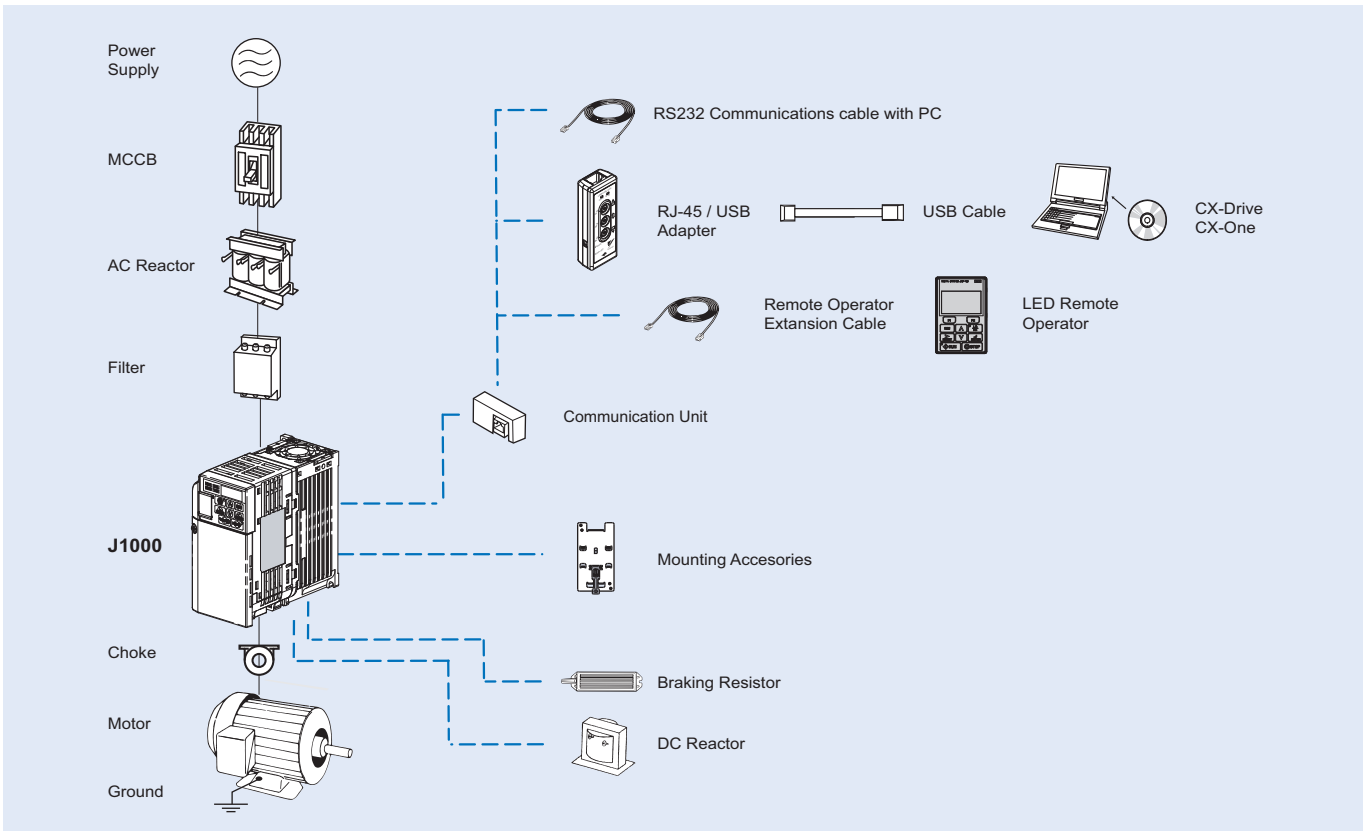 Power
Supply
MCCB
AC Reactor
Filter
J1000
Choke
Motor
Ground
RS232 Communications cable with PC
RJ-45 / USB
Adapter
USB Cable
CX-Drive
CX-One
Remote Operator
Extansion Cable
LED Remote
Operator
Communication Unit
Mounting Accesories
Braking Resistor
DC Reactor